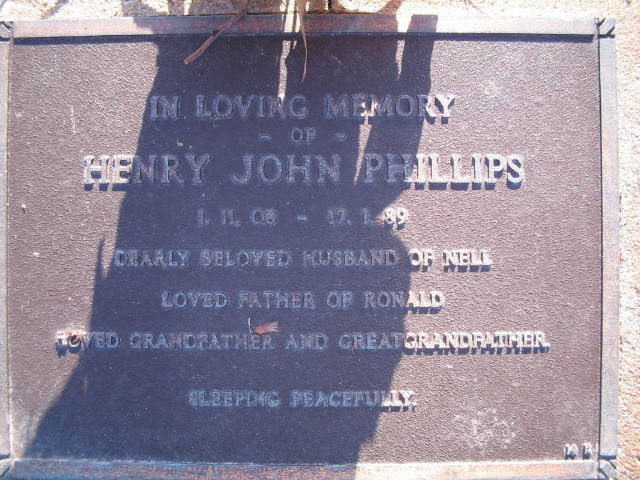 IN LOVING MEMORY
- OF -
HENRY JOHN PHILLIPS
1. 11. 03 - 17. 1. 89
DEARLY BELOVED HUSBAND OF NELL
LOVED FATHER OF RONALD
LOVED GRANDFATHER AND GREATGRANDFATHER.
SLEEPING PEACEFULLY.